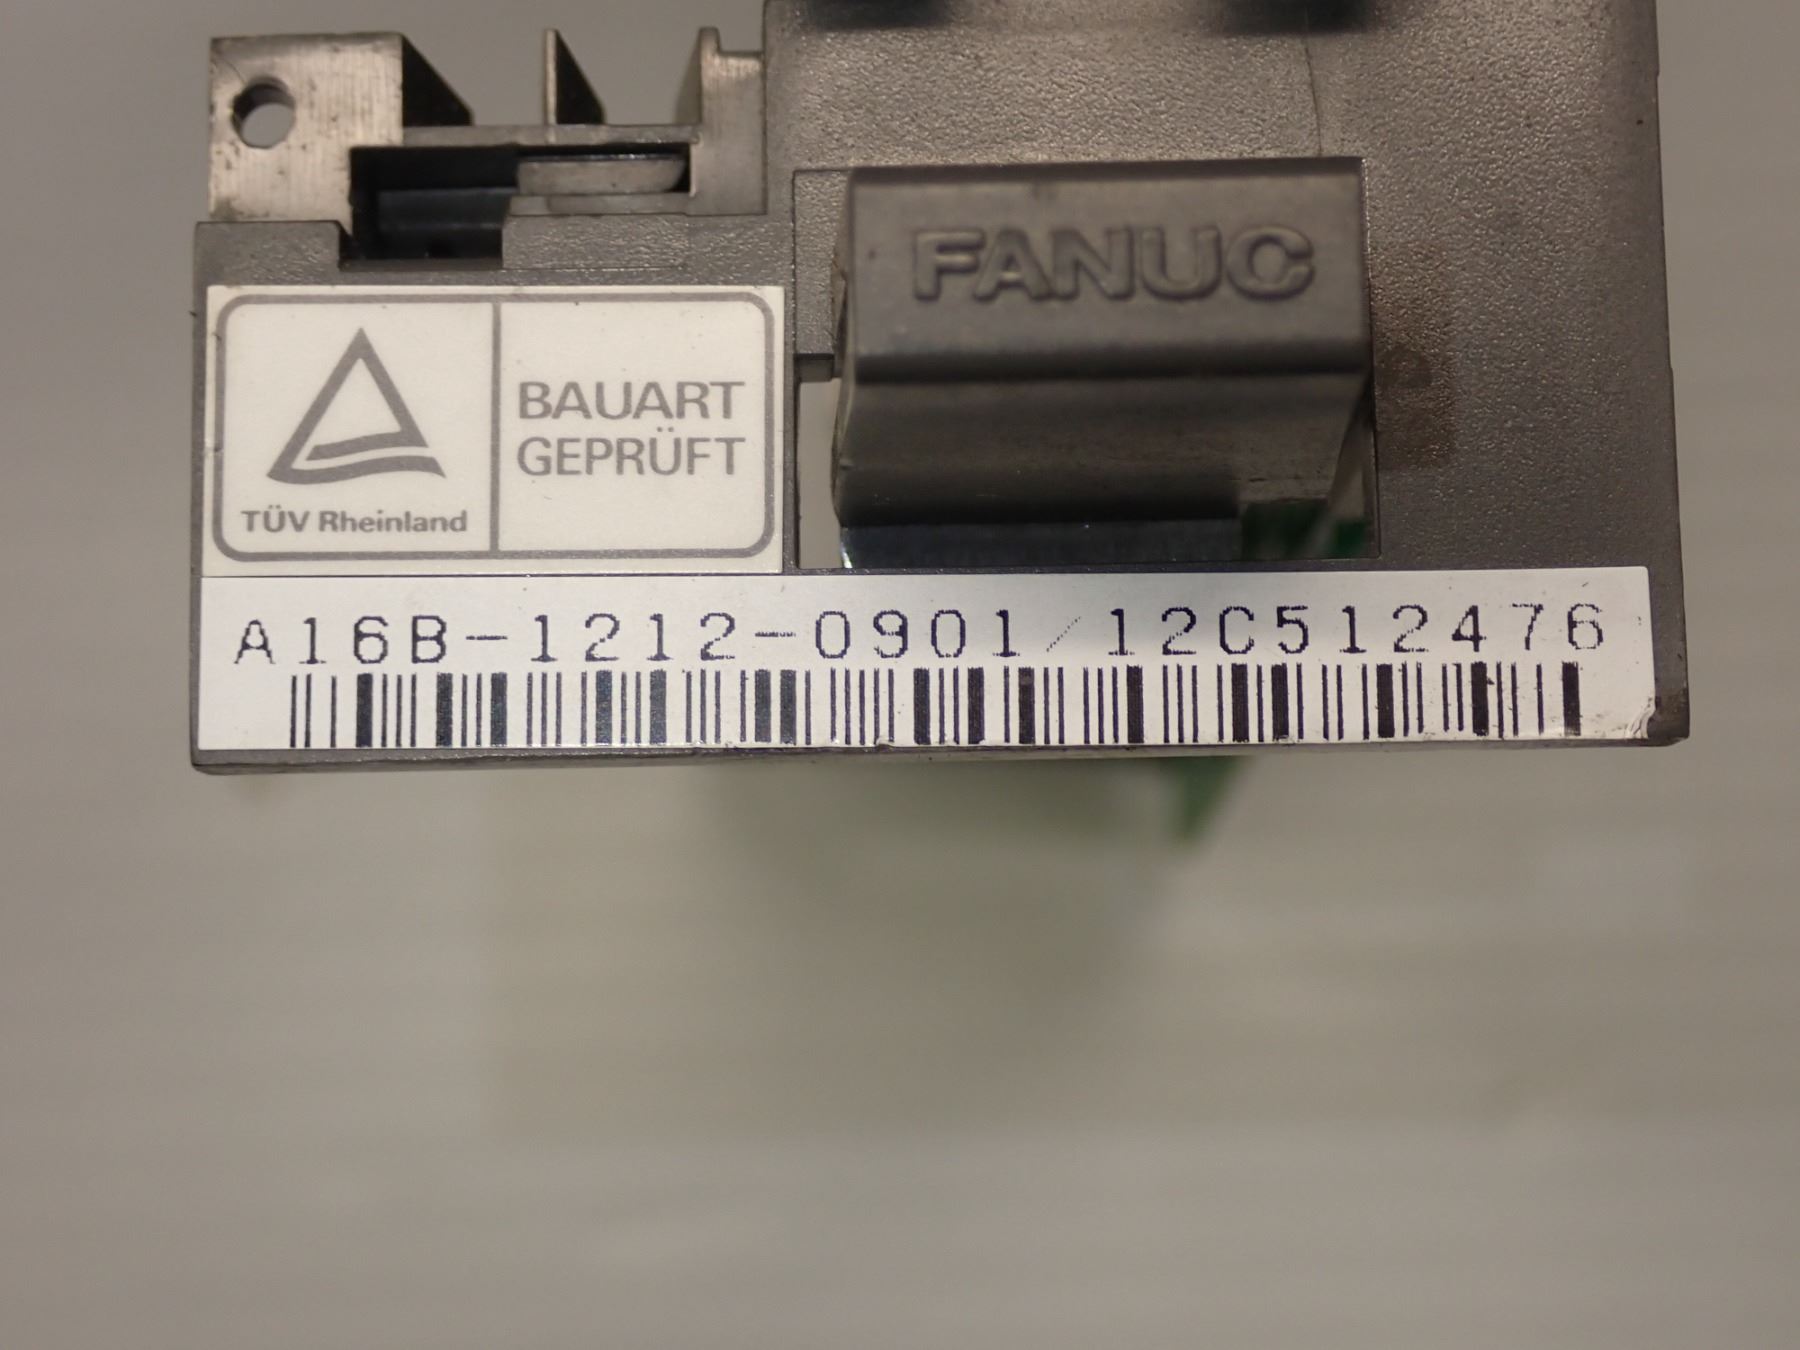 FANUC
BAUART
GEPRÜFT
TÜV Rheinland
A16B-1212-0901/12C512476